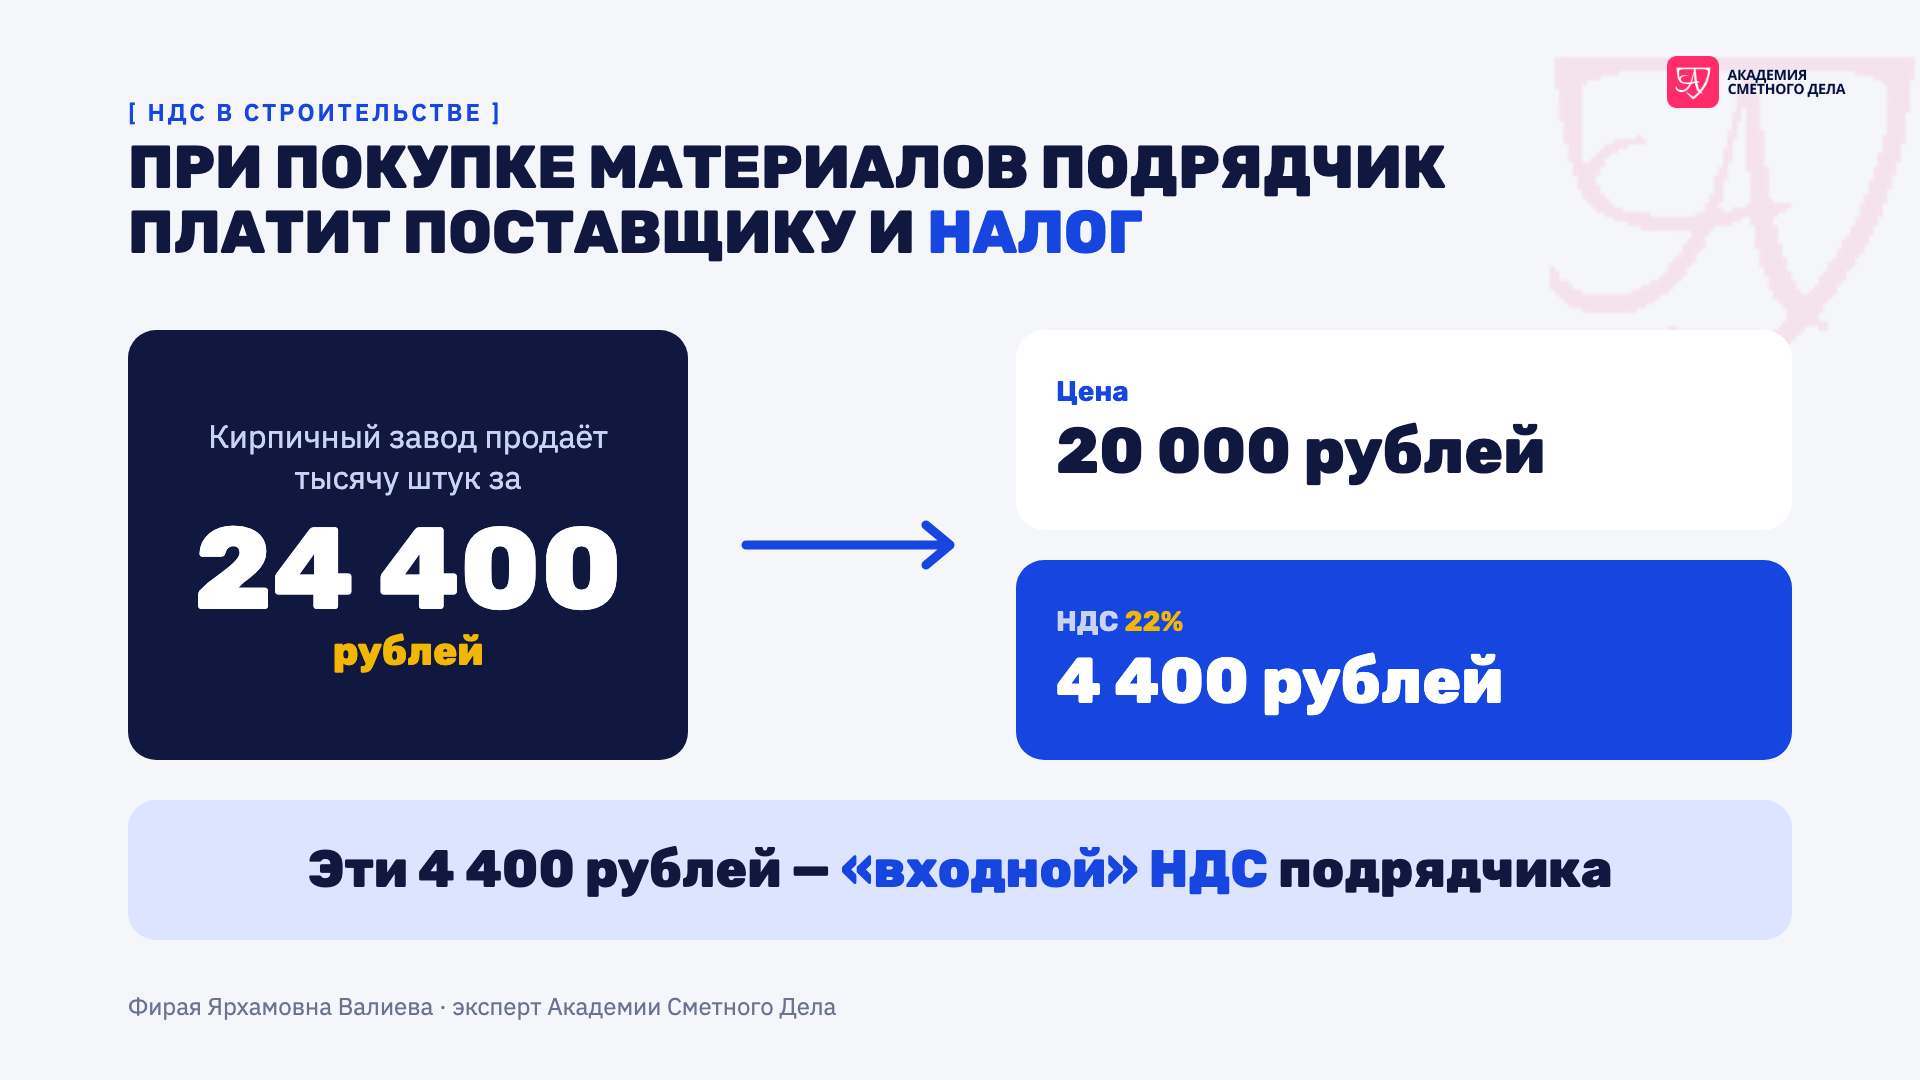 [ НДС В СТРОИТЕЛЬСТВЕ ]
АКАДЕМИЯ
СМЕТНОГО ДЕЛА
ПРИ ПОКУПКЕ МАТЕРИАЛОВ ПОДРЯДЧИК
ПЛАТИТ ПОСТАВЩИКУ И НАЛОГ
Кирпичный завод продаёт
тысячу штук за
24 400
рублей
Цена
20 000 рублей
НДС 22%
4 400 рублей
Эти 4 400 рублей – «входной» НДС подрядчика
Фирая Ярхамовна Валиева · эксперт Академии Сметного Дела